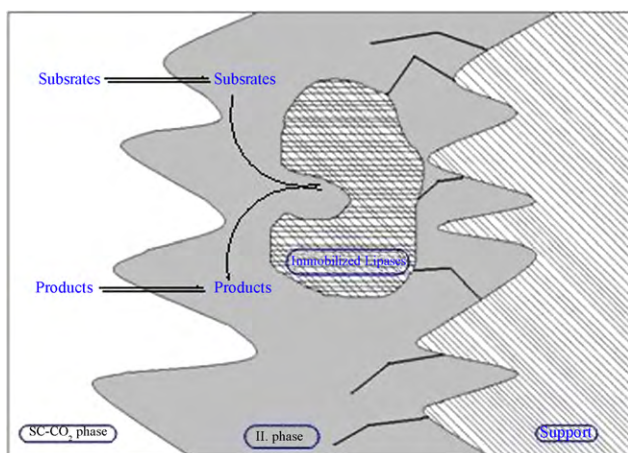 Subsrates Subsrates
Immobilized Lipases
Products Products
SC-CO₂ phase II. phase Support